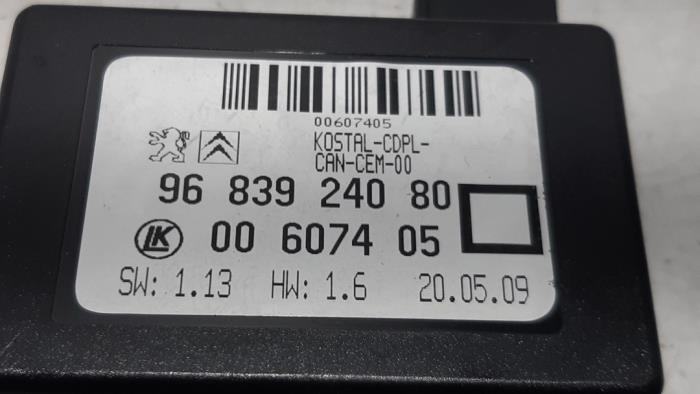 00607405
KOSTAL-CDPL-
CAN-CEM-00
96 839 240 80
LK 00 6074 05
SW: 1.13 HW: 1.6 20.05.09